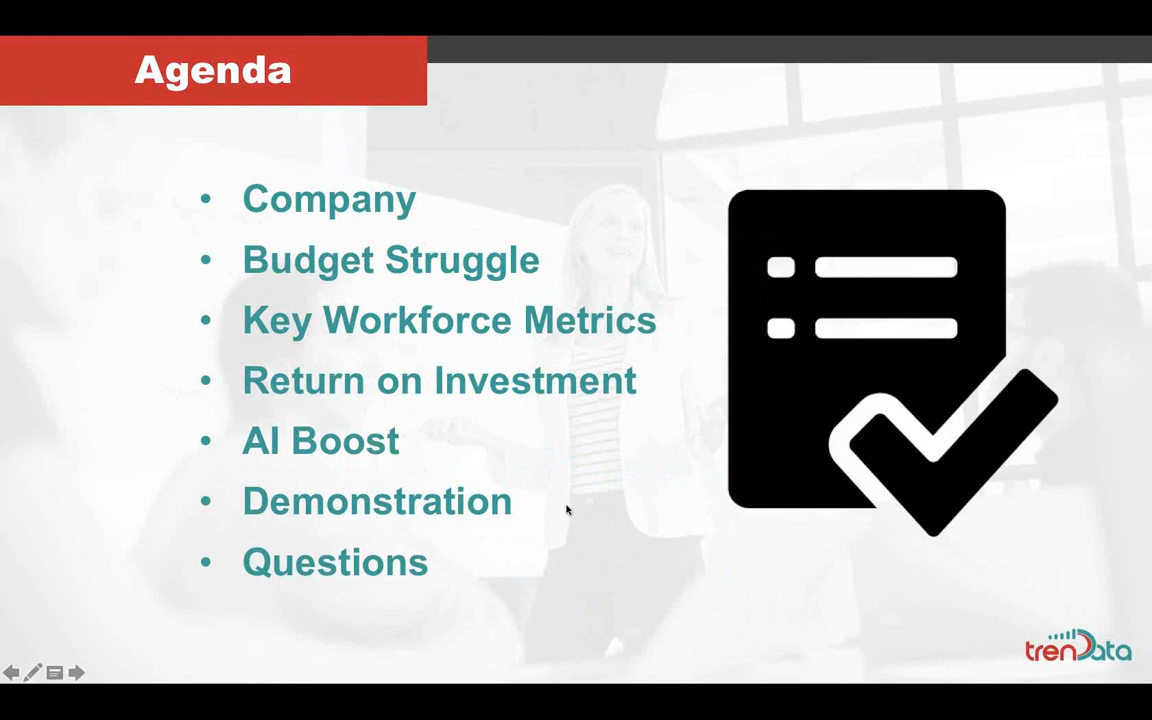 Agenda
• Company
• Budget Struggle
• Key Workforce Metrics
• Return on Investment
• AI Boost
• Demonstration
• Questions
trenData